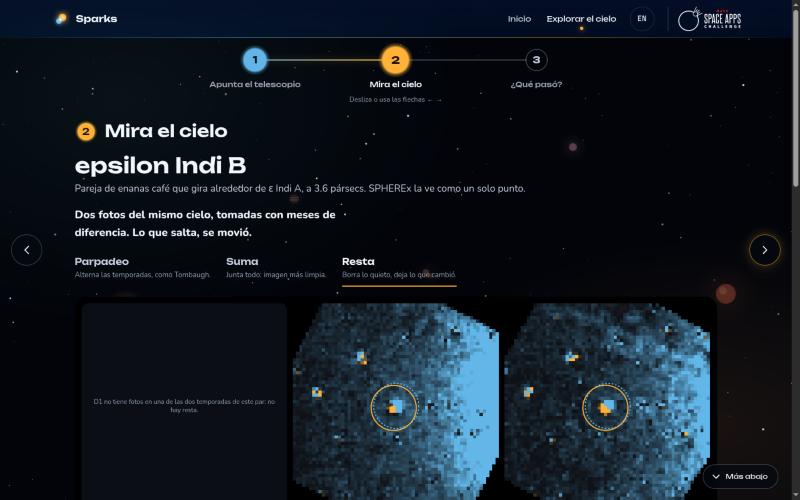 Sparks
Inicio
Explorar el cielo
EN
NASA
SPACE APPS
CHALLENGE
1
2
3
Apunta el telescopio
Mira el cielo
¿Qué pasó?
Desliza o usa las flechas ← →
2 Mira el cielo
epsilon Indi B
Pareja de enanas café que gira alrededor de ε Indi A, a 3.6 pársecs. SPHEREx la ve como un solo punto.
Dos fotos del mismo cielo, tomadas con meses de
diferencia. Lo que salta, se movió.
Parpadeo
Alterna las temporadas, como Tombaugh.
Suma
Junta todo: imagen más limpia.
Resta
Borra lo quieto, deja lo que cambió.
D1 no tiene fotos en una de las dos temporadas de este par: no
hay resta.
Más abajo